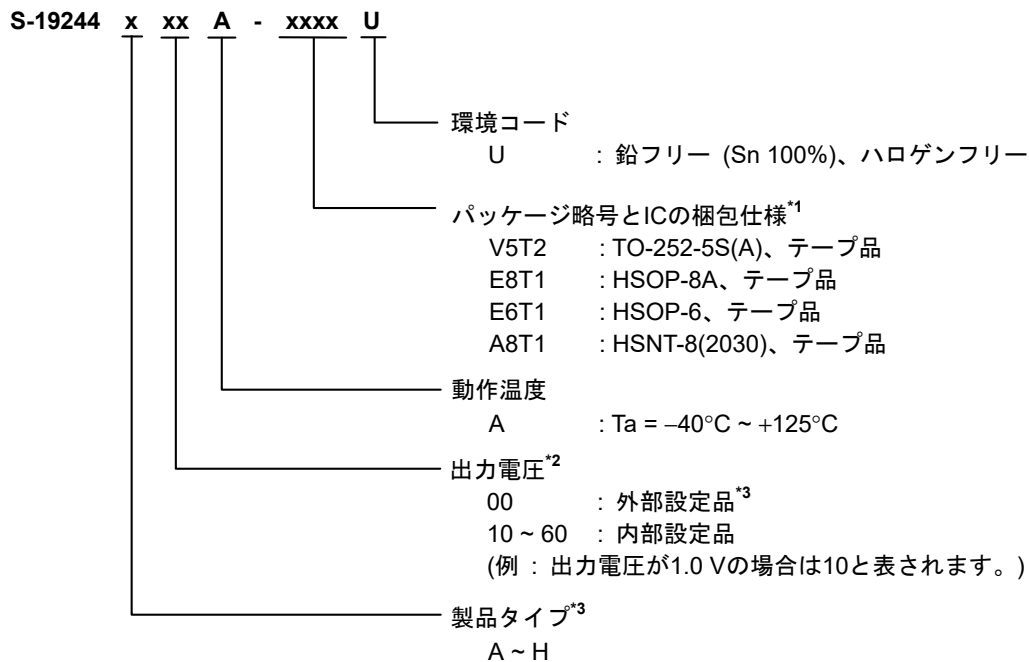 S-19244 x xx A - xxxx U
環境コード
U : 鉛フリー (Sn 100%)、ハロゲンフリー
パッケージ略号とICの梱包仕様*1
V5T2 : TO-252-5S(A)、テープ品
E8T1 : HSOP-8A、テープ品
E6T1 : HSOP-6、テープ品
A8T1 : HSNT-8(2030)、テープ品
動作温度
A : Ta = −40°C ~ +125°C
出力電圧*2
00 : 外部設定品*3
10 ~ 60 : 内部設定品
(例 : 出力電圧が1.0 Vの場合は10と表されます。)
製品タイプ*3
A ~ H